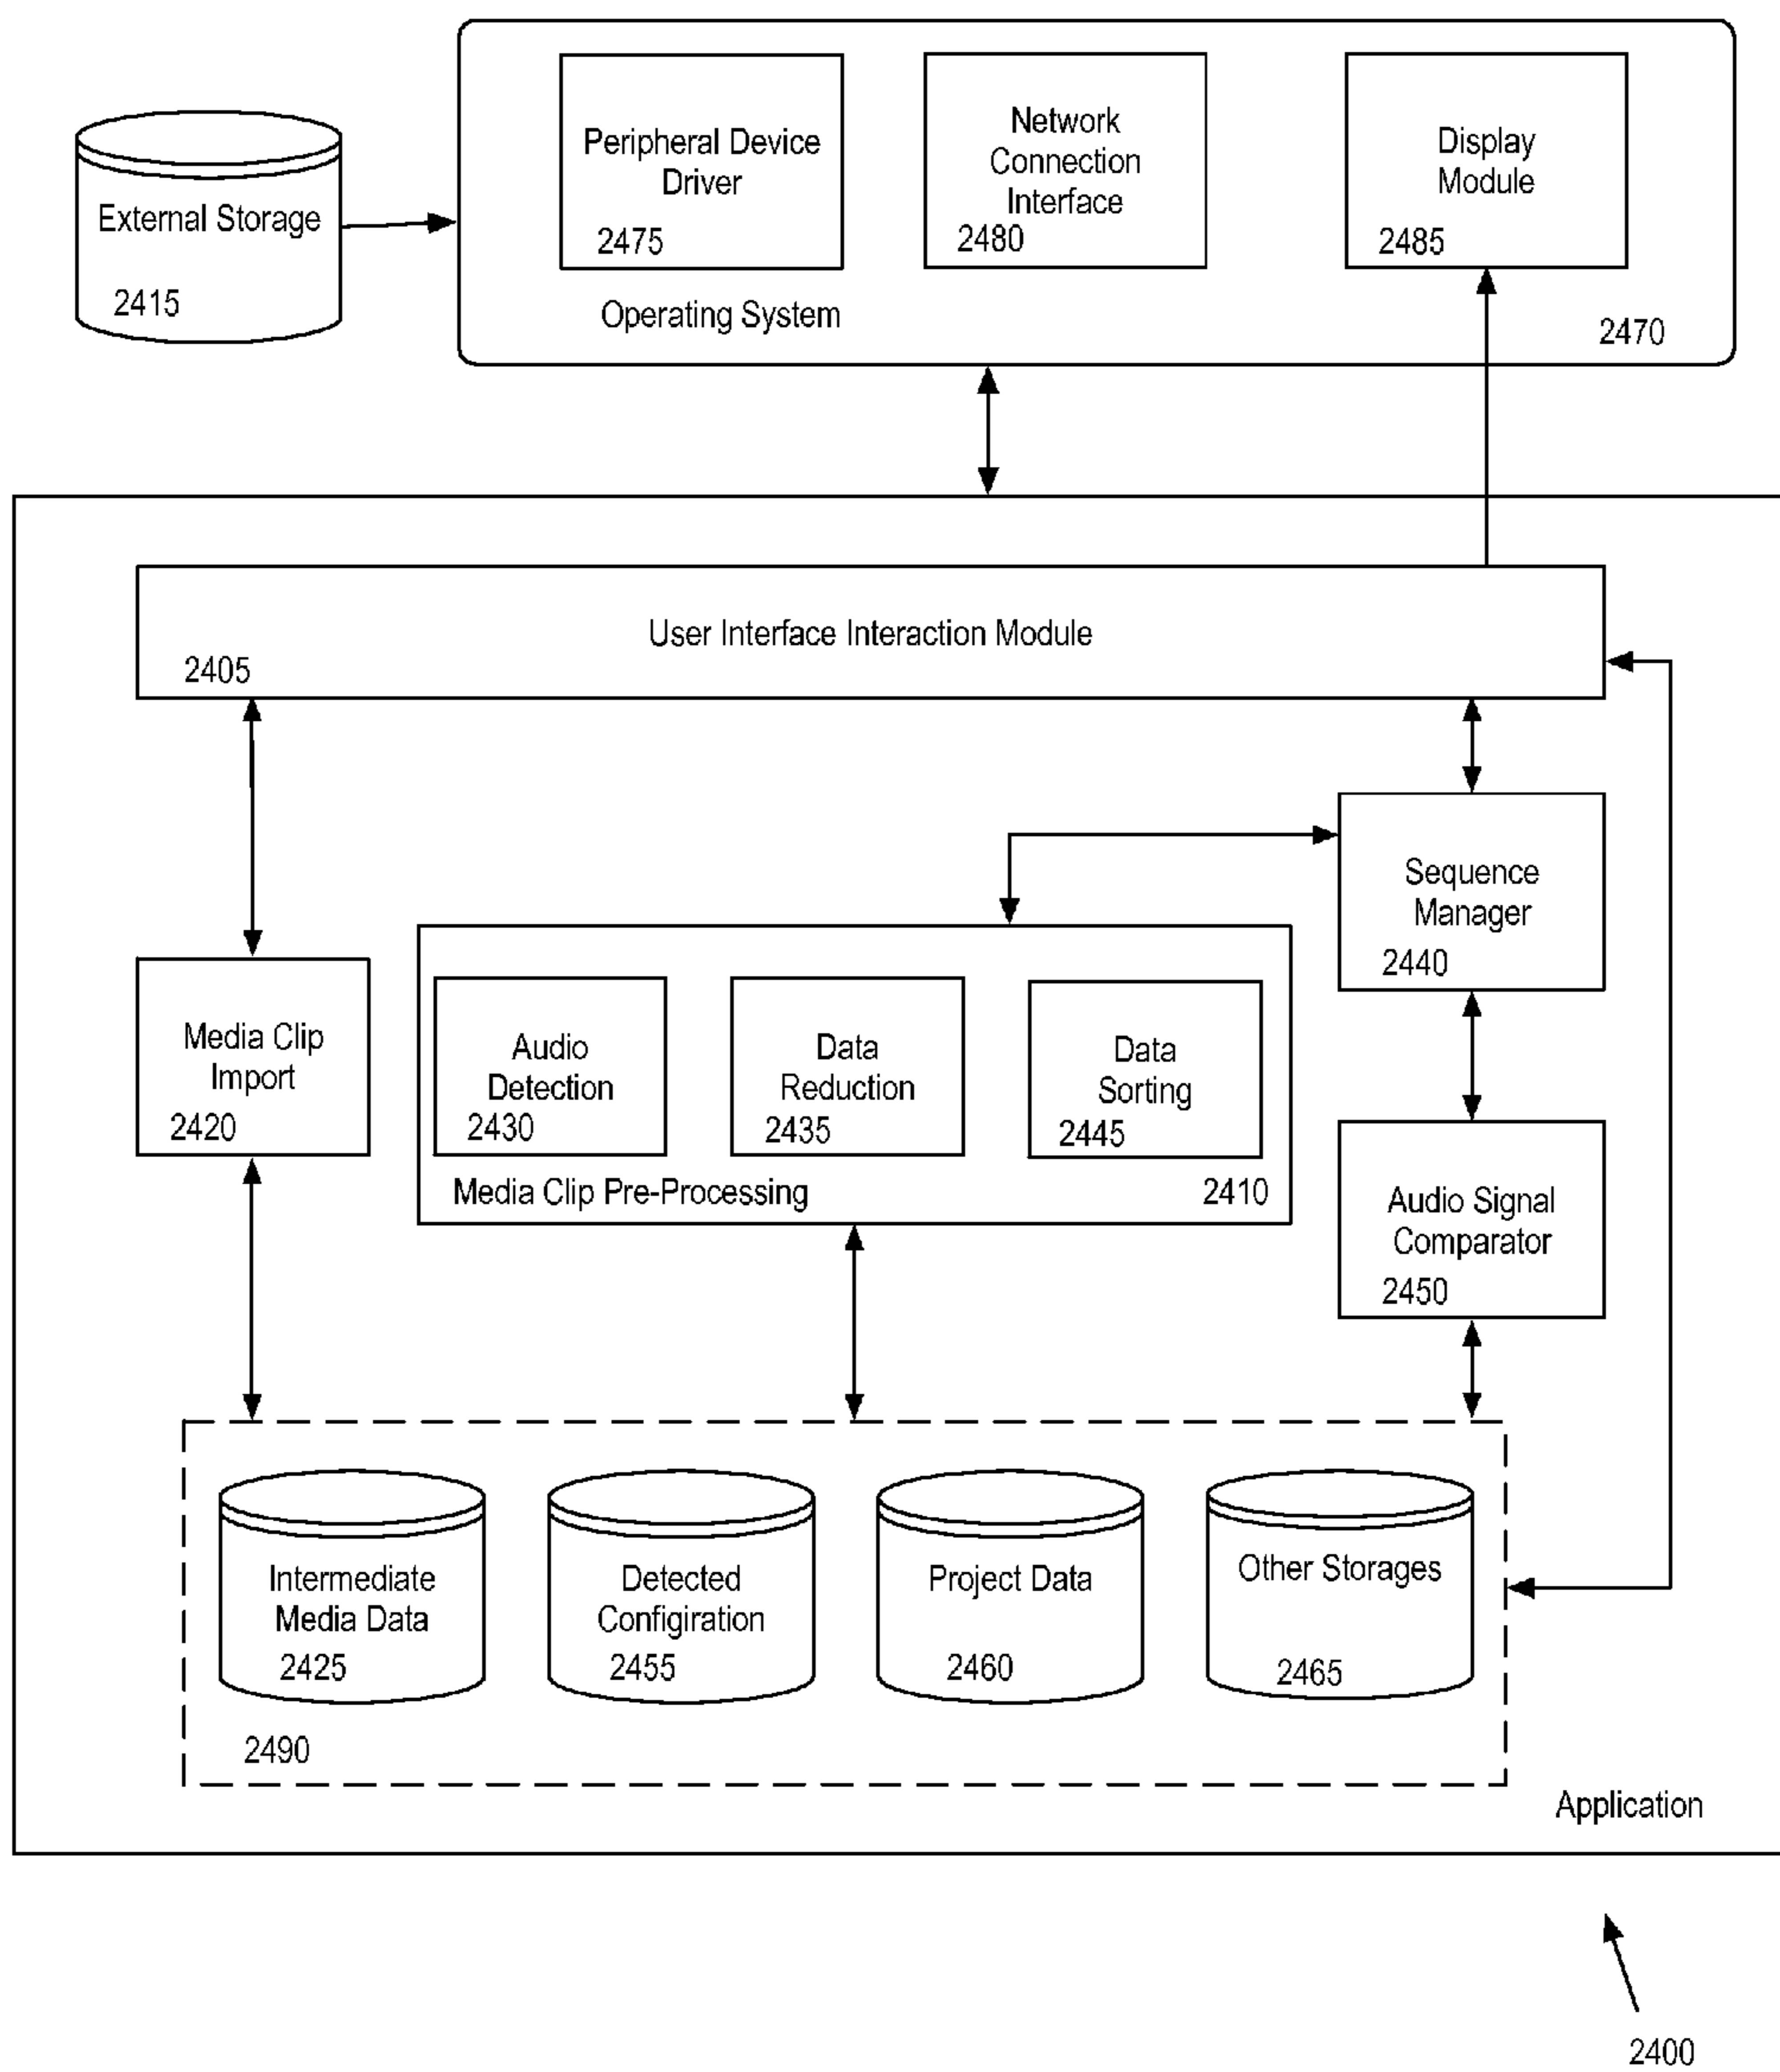 External Storage
2415
Peripheral Device
Driver
2475
Network
Connection
Interface
2480
Display
Module
2485
Operating System
2470
User Interface Interaction Module
2405
Media Clip
Import
2420
Audio
Detection
2430
Data
Reduction
2435
Data
Sorting
2445
Media Clip Pre-Processing
2410
Sequence
Manager
2440
Audio Signal
Comparator
2450
Intermediate
Media Data
2425
Detected
Configiration
2455
Project Data
2460
Other Storages
2465
2490
Application
2400